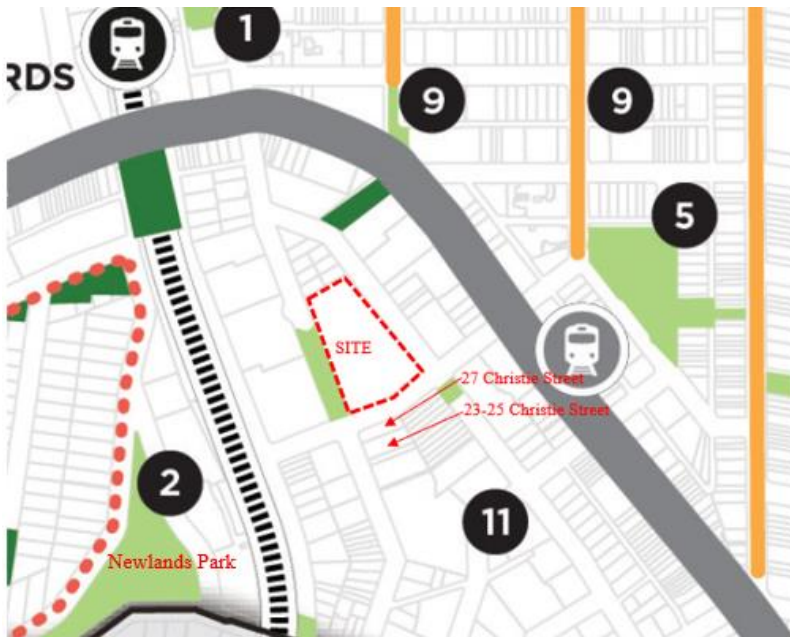 1
RDS
9
9
5
SITE
27 Christie Street
23-25 Christie Street
2
11
Newlands Park